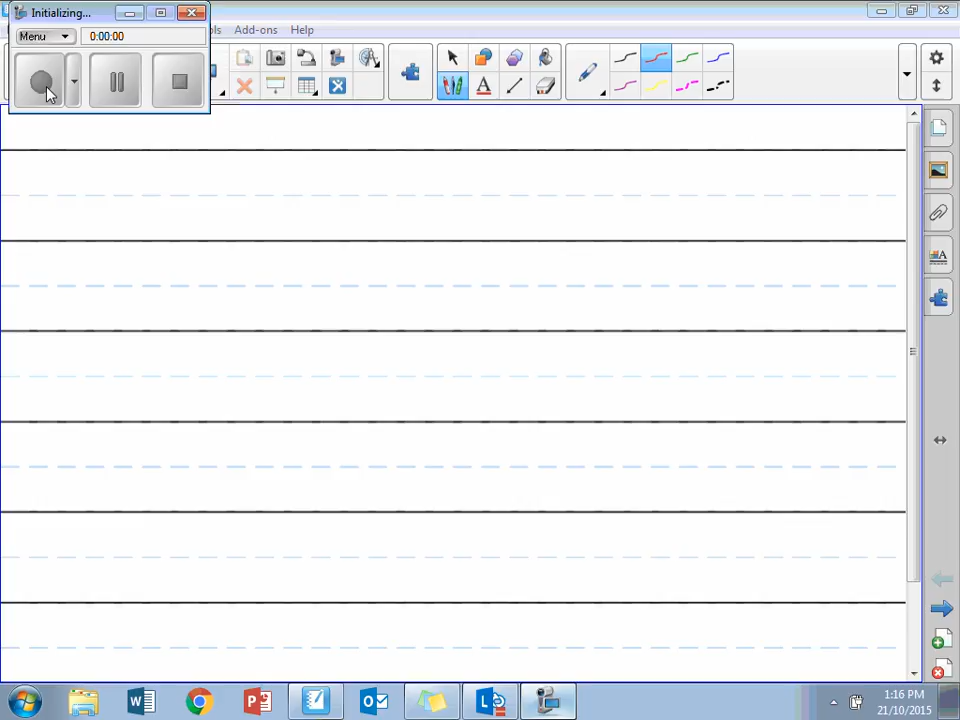 Initializing...
Menu 0:00:00
ols Add-ons Help
1:16 PM
21/10/2015